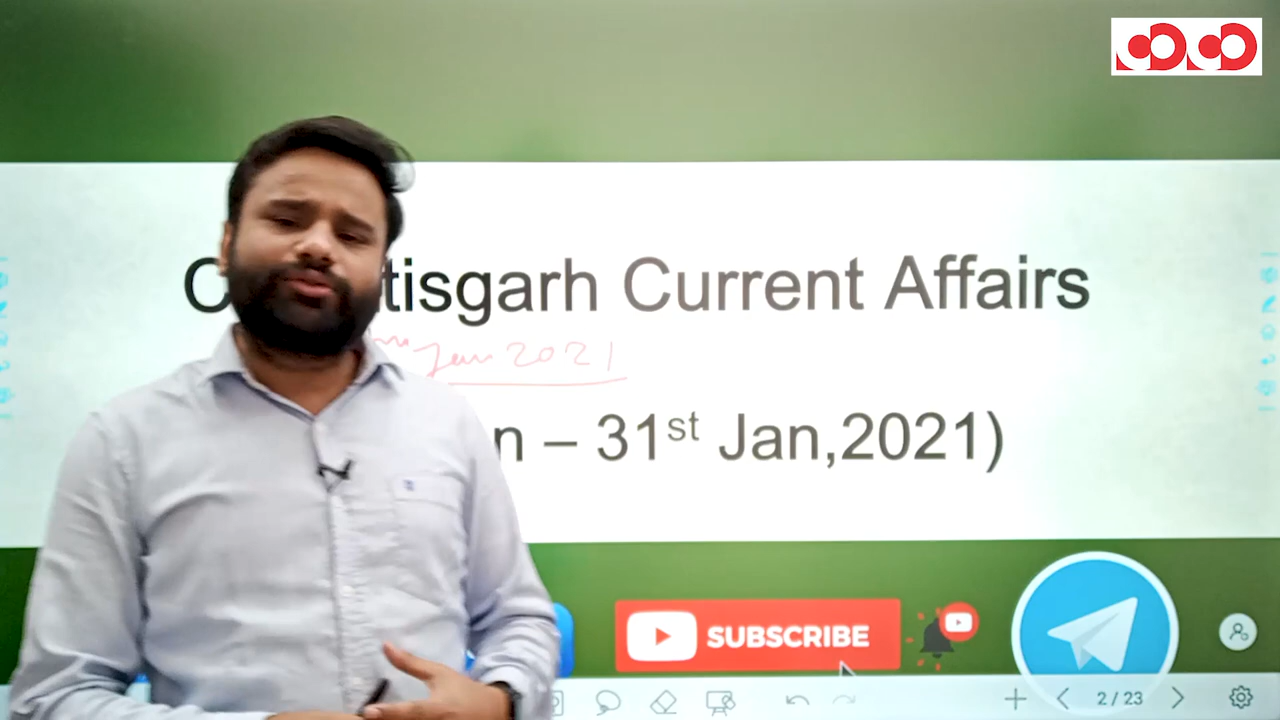 tisgarh Current Affairs
Jan 2021
n – 31st Jan,2021)
SUBSCRIBE
2 / 23